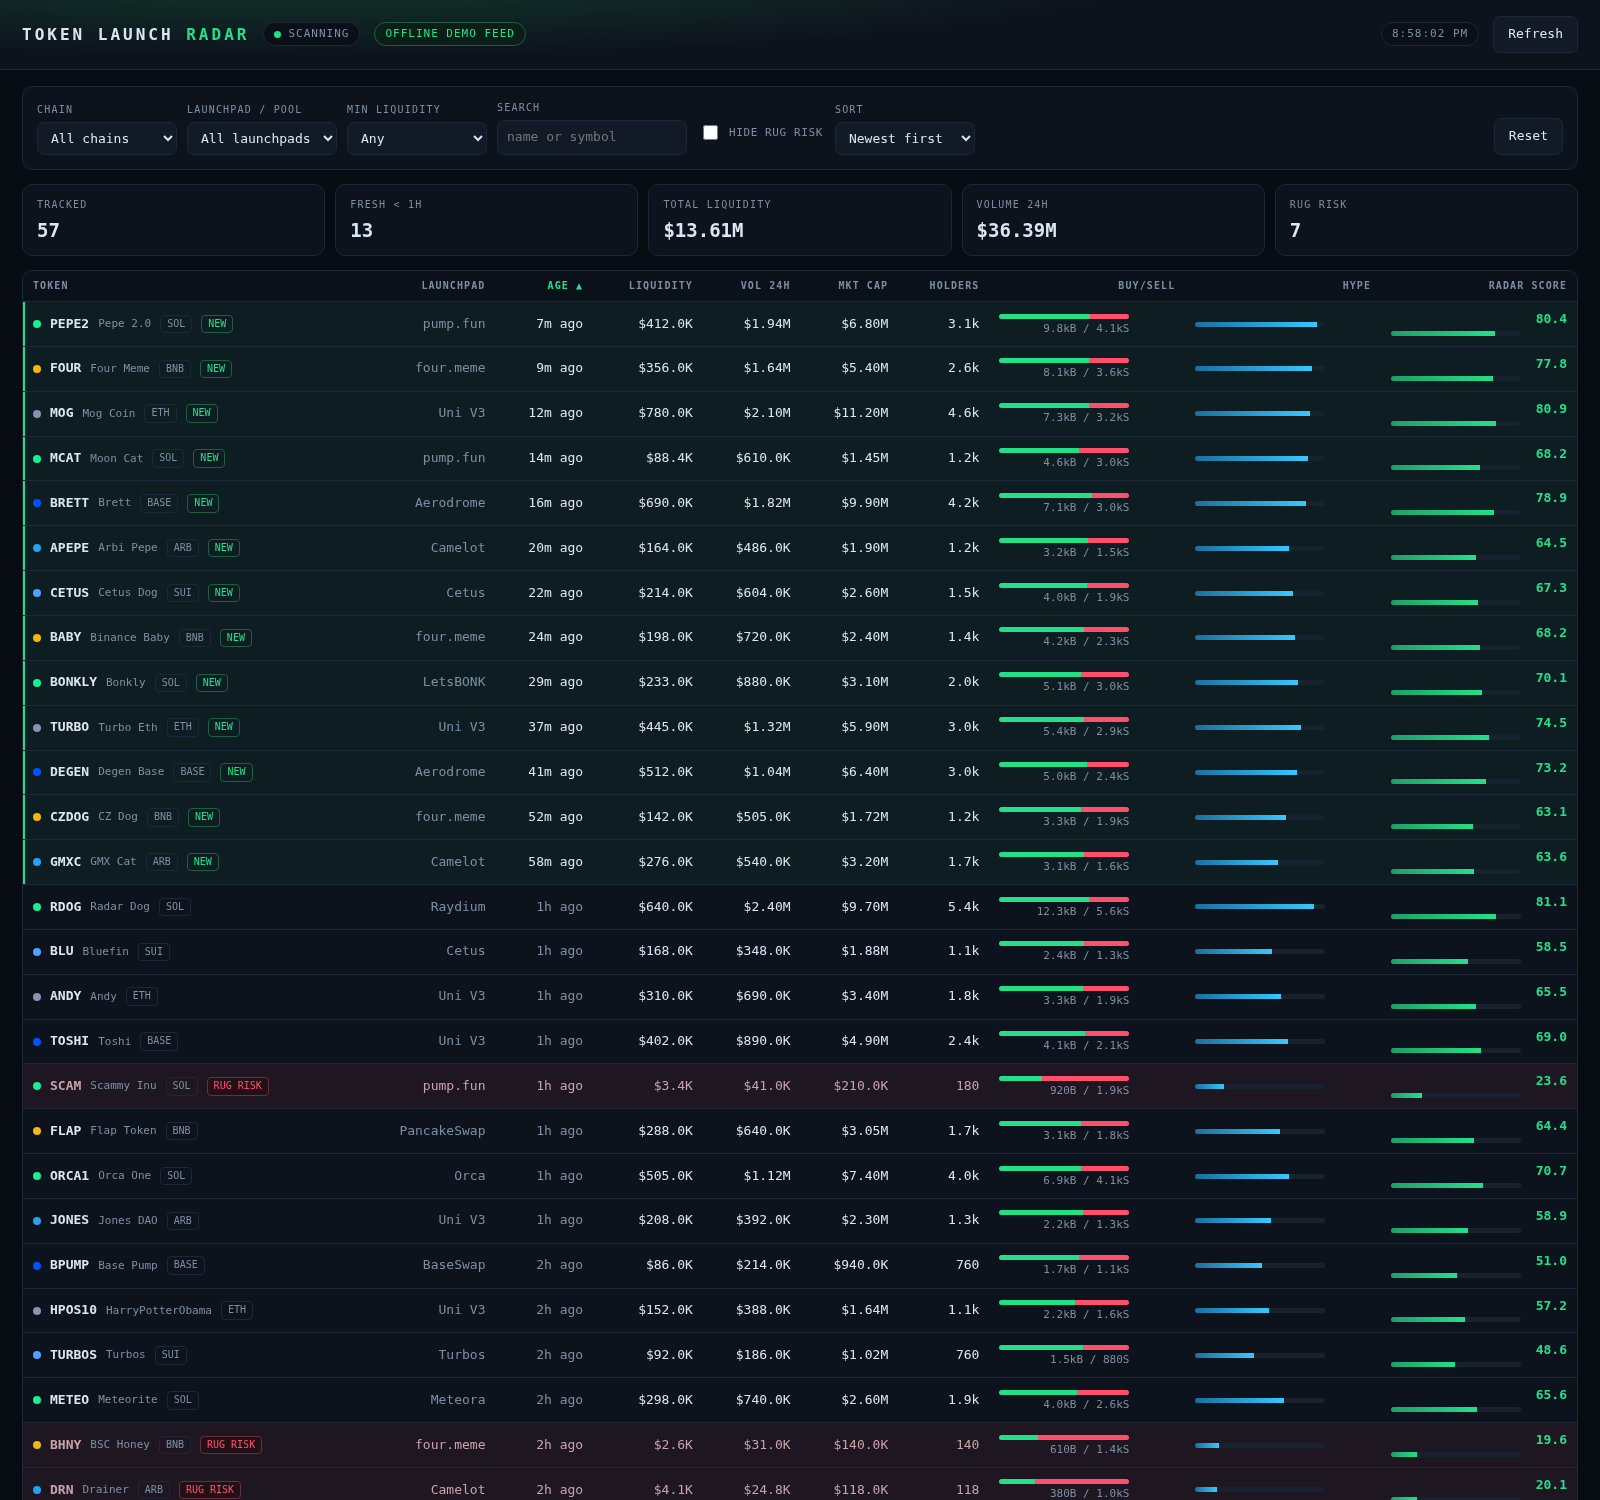 TOKEN LAUNCH RADAR SCANNING OFFLINE DEMO FEED 8:58:02 PM Refresh
CHAIN LAUNCHPAD / POOL MIN LIQUIDITY SEARCH SORT
All chains All launchpads Any name or symbol HIDE RUG RISK Newest first Reset
TRACKED FRESH < 1H TOTAL LIQUIDITY VOLUME 24H RUG RISK
57 13 $13.61M $36.39M 7
TOKEN LAUNCHPAD AGE ▲ LIQUIDITY VOL 24H MKT CAP HOLDERS BUY/SELL HYPE RADAR SCORE
PEPE2 Pepe 2.0 SOL NEW pump.fun 7m ago $412.0K $1.94M $6.80M 3.1k 9.8kB / 4.1kS 80.4
FOUR Four Meme BNB NEW four.meme 9m ago $356.0K $1.64M $5.40M 2.6k 8.1kB / 3.6kS 77.8
MOG Mog Coin ETH NEW Uni V3 12m ago $780.0K $2.10M $11.20M 4.6k 7.3kB / 3.2kS 80.9
MCAT Moon Cat SOL NEW pump.fun 14m ago $88.4K $610.0K $1.45M 1.2k 4.6kB / 3.0kS 68.2
BRETT Brett BASE NEW Aerodrome 16m ago $690.0K $1.82M $9.90M 4.2k 7.1kB / 3.0kS 78.9
APEPE Arbi Pepe ARB NEW Camelot 20m ago $164.0K $486.0K $1.90M 1.2k 3.2kB / 1.5kS 64.5
CETUS Cetus Dog SUI NEW Cetus 22m ago $214.0K $604.0K $2.60M 1.5k 4.0kB / 1.9kS 67.3
BABY Binance Baby BNB NEW four.meme 24m ago $198.0K $720.0K $2.40M 1.4k 4.2kB / 2.3kS 68.2
BONKLY Bonkly SOL NEW LetsBONK 29m ago $233.0K $880.0K $3.10M 2.0k 5.1kB / 3.0kS 70.1
TURBO Turbo Eth ETH NEW Uni V3 37m ago $445.0K $1.32M $5.90M 3.0k 5.4kB / 2.9kS 74.5
DEGEN Degen Base BASE NEW Aerodrome 41m ago $512.0K $1.04M $6.40M 3.0k 5.0kB / 2.4kS 73.2
CZDOG CZ Dog BNB NEW four.meme 52m ago $142.0K $505.0K $1.72M 1.2k 3.3kB / 1.9kS 63.1
GMXC GMX Cat ARB NEW Camelot 58m ago $276.0K $540.0K $3.20M 1.7k 3.1kB / 1.6kS 63.6
RDOG Radar Dog SOL Raydium 1h ago $640.0K $2.40M $9.70M 5.4k 12.3kB / 5.6kS 81.1
BLU Bluefin SUI Cetus 1h ago $168.0K $348.0K $1.88M 1.1k 2.4kB / 1.3kS 58.5
ANDY Andy ETH Uni V3 1h ago $310.0K $690.0K $3.40M 1.8k 3.3kB / 1.9kS 65.5
TOSHI Toshi BASE Uni V3 1h ago $402.0K $890.0K $4.90M 2.4k 4.1kB / 2.1kS 69.0
SCAM Scammy Inu SOL RUG RISK pump.fun 1h ago $3.4K $41.0K $210.0K 180 920B / 1.9kS 23.6
FLAP Flap Token BNB PancakeSwap 1h ago $288.0K $640.0K $3.05M 1.7k 3.1kB / 1.8kS 64.4
ORCA1 Orca One SOL Orca 1h ago $505.0K $1.12M $7.40M 4.0k 6.9kB / 4.1kS 70.7
JONES Jones DAO ARB Uni V3 1h ago $208.0K $392.0K $2.30M 1.3k 2.2kB / 1.3kS 58.9
BPUMP Base Pump BASE BaseSwap 2h ago $86.0K $214.0K $940.0K 760 1.7kB / 1.1kS 51.0
HPOS10 HarryPotterObama ETH Uni V3 2h ago $152.0K $388.0K $1.64M 1.1k 2.2kB / 1.6kS 57.2
TURBOS Turbos SUI Turbos 2h ago $92.0K $186.0K $1.02M 760 1.5kB / 880S 48.6
METEO Meteorite SOL Meteora 2h ago $298.0K $740.0K $2.60M 1.9k 4.0kB / 2.6kS 65.6
BHNY BSC Honey BNB RUG RISK four.meme 2h ago $2.6K $31.0K $140.0K 140 610B / 1.4kS 19.6
DRN Drainer ARB RUG RISK Camelot 2h ago $4.1K $24.8K $118.0K 118 380B / 1.0kS 20.1